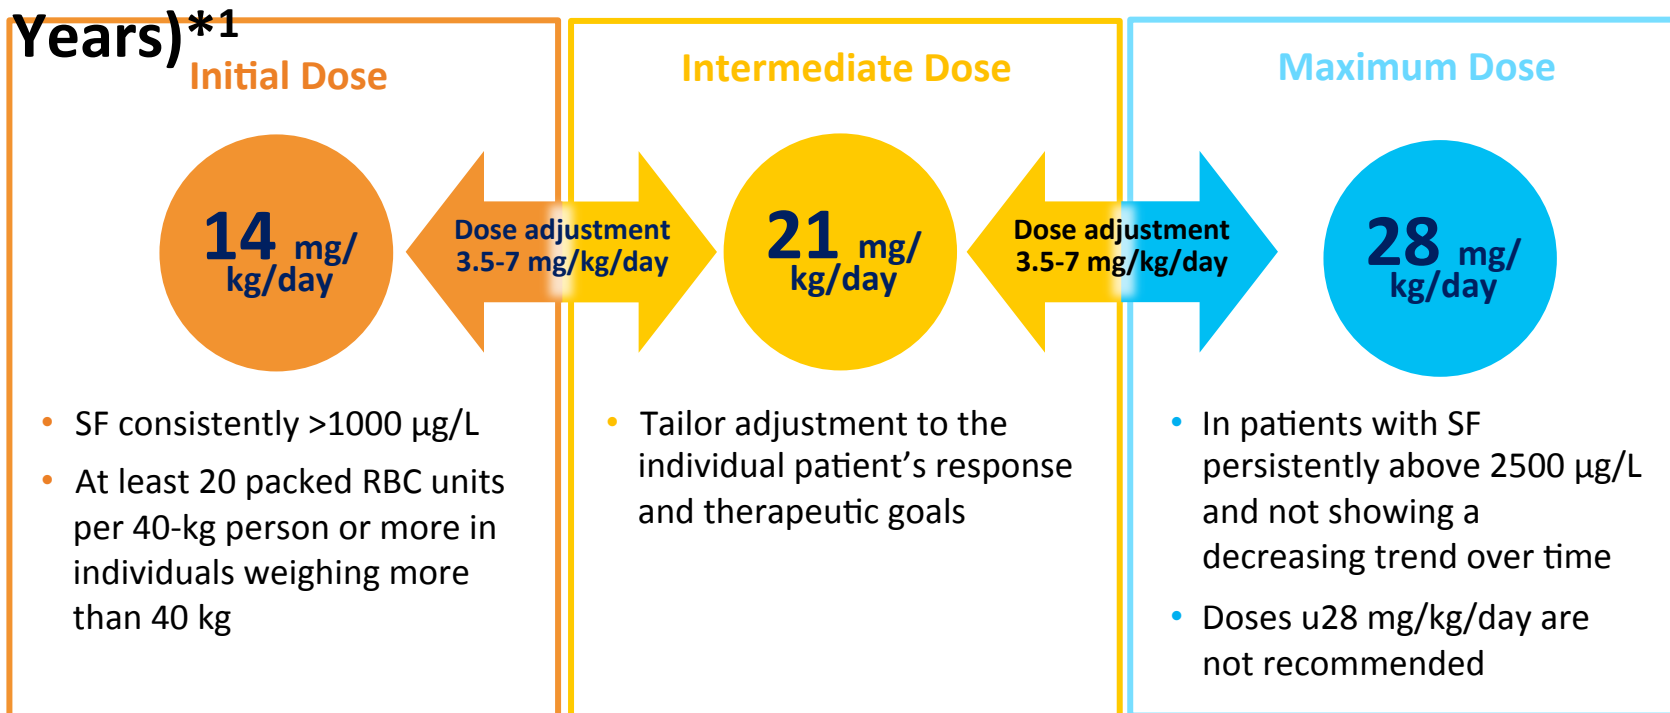 Years)*1
Initial Dose
14 mg/
kg/day
Dose adjustment
3.5-7 mg/kg/day
• SF consistently >1000 µg/L
• At least 20 packed RBC units
per 40-kg person or more in
individuals weighing more
than 40 kg
Intermediate Dose
21 mg/
kg/day
Dose adjustment
3.5-7 mg/kg/day
• Tailor adjustment to the
individual patient’s response
and therapeutic goals
Maximum Dose
28 mg/
kg/day
• In patients with SF
persistently above 2500 µg/L
and not showing a
decreasing trend over time
• Doses u28 mg/kg/day are
not recommended